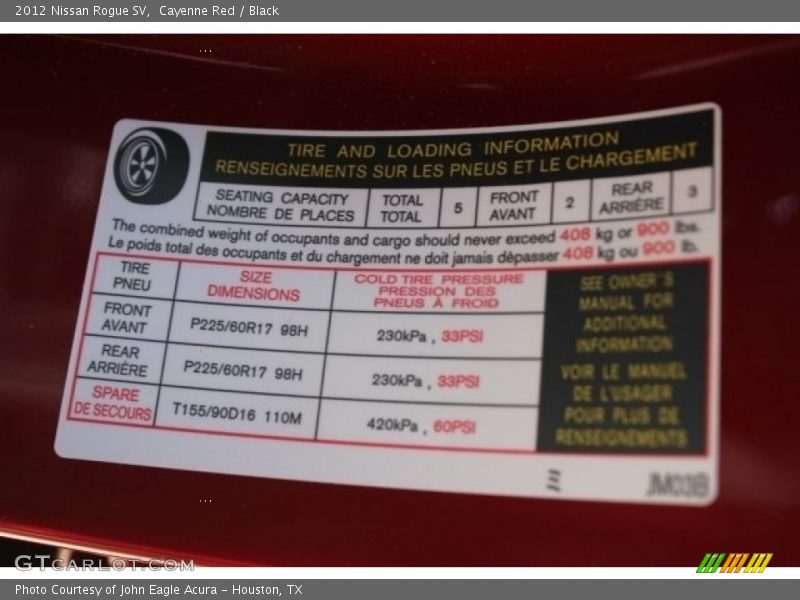 2012 Nissan Rogue SV,  Cayenne Red / Black
TIRE AND LOADING INFORMATION
RENSEIGNEMENTS SUR LES PNEUS ET LE CHARGEMENT
SEATING CAPACITY
NOMBRE DE PLACES
TOTAL
TOTAL
5
FRONT
AVANT
2
REAR
ARRIÈRE
3
The combined weight of occupants and cargo should never exceed 408 kg or 900 lbs.
Le poids total des occupants et du chargement ne doit jamais dépasser 408 kg ou 900 lb.
TIRE
PNEU
SIZE
DIMENSIONS
COLD TIRE PRESSURE
PRESSION DES
PNEUS À FROID
FRONT
AVANT
P225/60R17 98H
230kPa , 33PSI
REAR
ARRIÈRE
P225/60R17 98H
230kPa , 33PSI
SPARE
DE SECOURS
T155/90D16 110M
420kPa , 60PSI
SEE OWNER'S
MANUAL FOR
ADDITIONAL
INFORMATION
VOIR LE MANUEL
DE L'USAGER
POUR PLUS DE
RENSEIGNEMENTS
JM03B
GTCARLOT.COM
Photo Courtesy of John Eagle Acura - Houston, TX